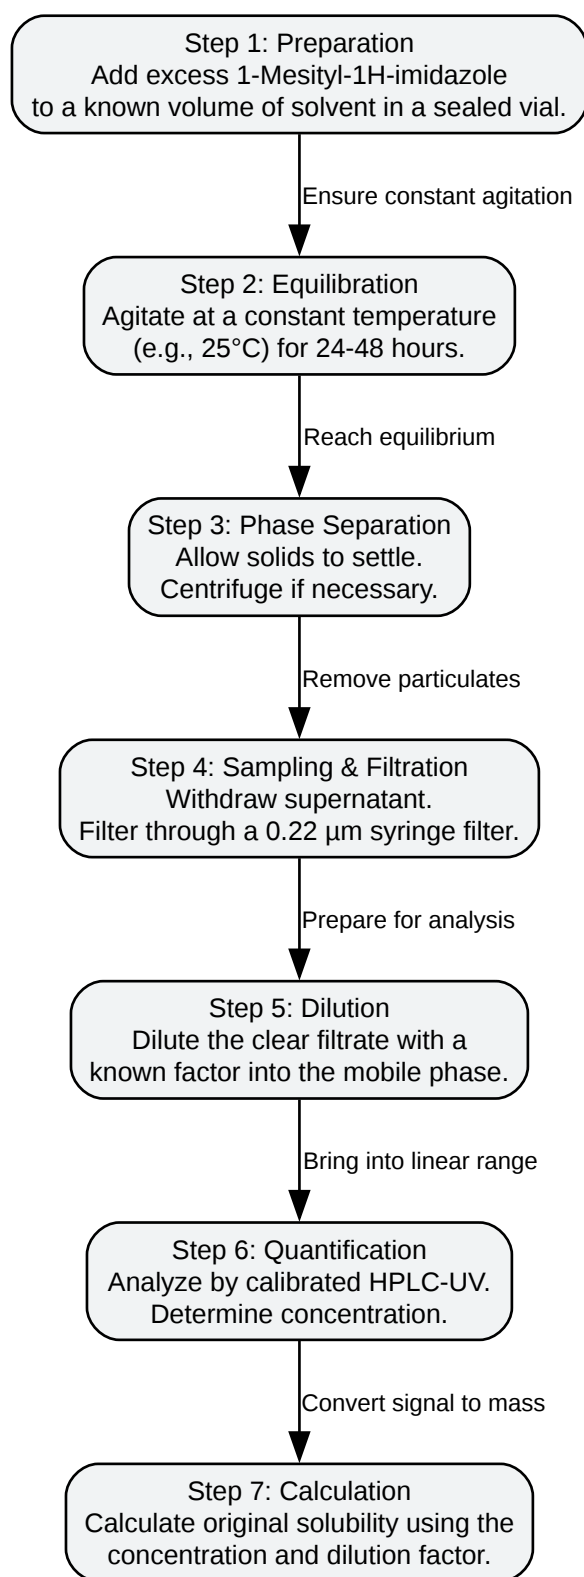 Step 1: Preparation
Add excess 1-Mesityl-1H-imidazole
to a known volume of solvent in a sealed vial.
Ensure constant agitation
Step 2: Equilibration
Agitate at a constant temperature
(e.g., 25°C) for 24-48 hours.
Reach equilibrium
Step 3: Phase Separation
Allow solids to settle.
Centrifuge if necessary.
Remove particulates
Step 4: Sampling & Filtration
Withdraw supernatant.
Filter through a 0.22 µm syringe filter.
Prepare for analysis
Step 5: Dilution
Dilute the clear filtrate with a
known factor into the mobile phase.
Bring into linear range
Step 6: Quantification
Analyze by calibrated HPLC-UV.
Determine concentration.
Convert signal to mass
Step 7: Calculation
Calculate original solubility using the
concentration and dilution factor.